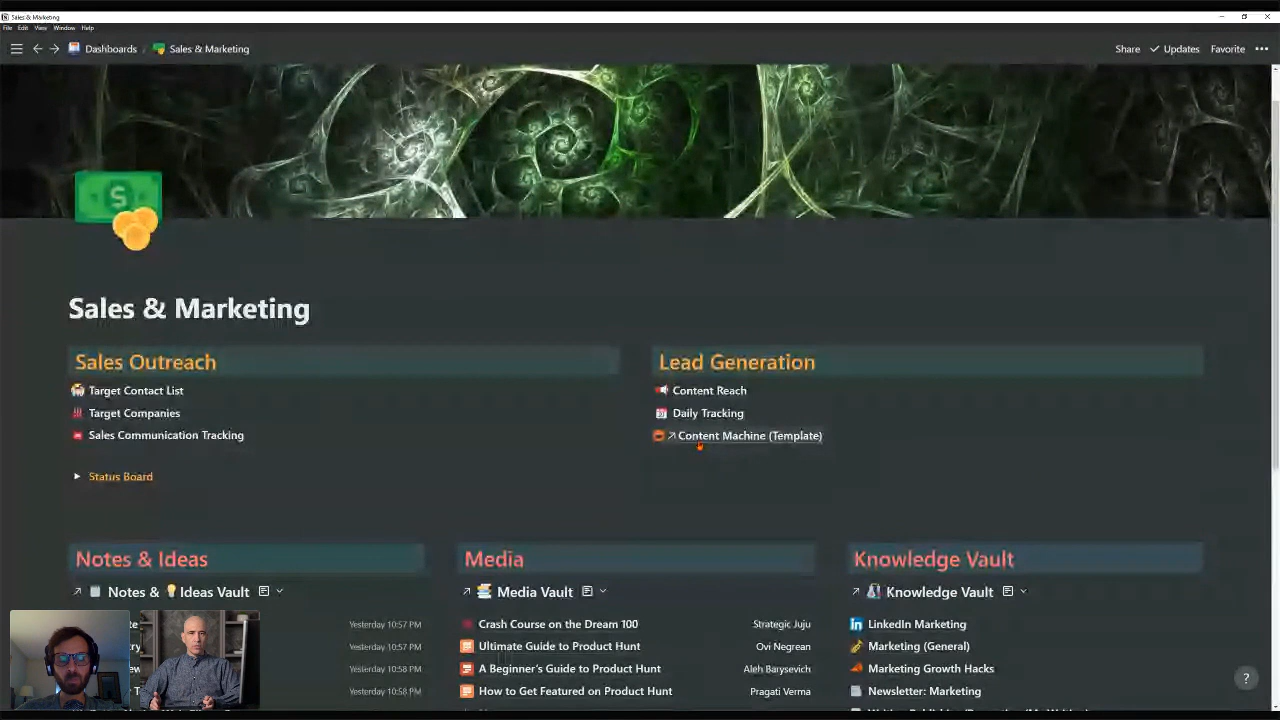 Sales & Marketing
File Edit View Window Help
Dashboards / Sales & Marketing
Share Updates Favorite
Sales & Marketing
Sales Outreach
Target Contact List
Target Companies
Sales Communication Tracking
Status Board
Lead Generation
Content Reach
Daily Tracking
Content Machine (Template)
Notes & Ideas
Notes & Ideas Vault
Yesterday 10:57 PM
Yesterday 10:57 PM
Yesterday 10:58 PM
Yesterday 10:58 PM
Media
Media Vault
Crash Course on the Dream 100 Strategic Juju
Ultimate Guide to Product Hunt Ovi Negrean
A Beginner's Guide to Product Hunt Aleh Barysevich
How to Get Featured on Product Hunt Pragati Verma
Knowledge Vault
Knowledge Vault
LinkedIn Marketing
Marketing (General)
Marketing Growth Hacks
Newsletter: Marketing
?